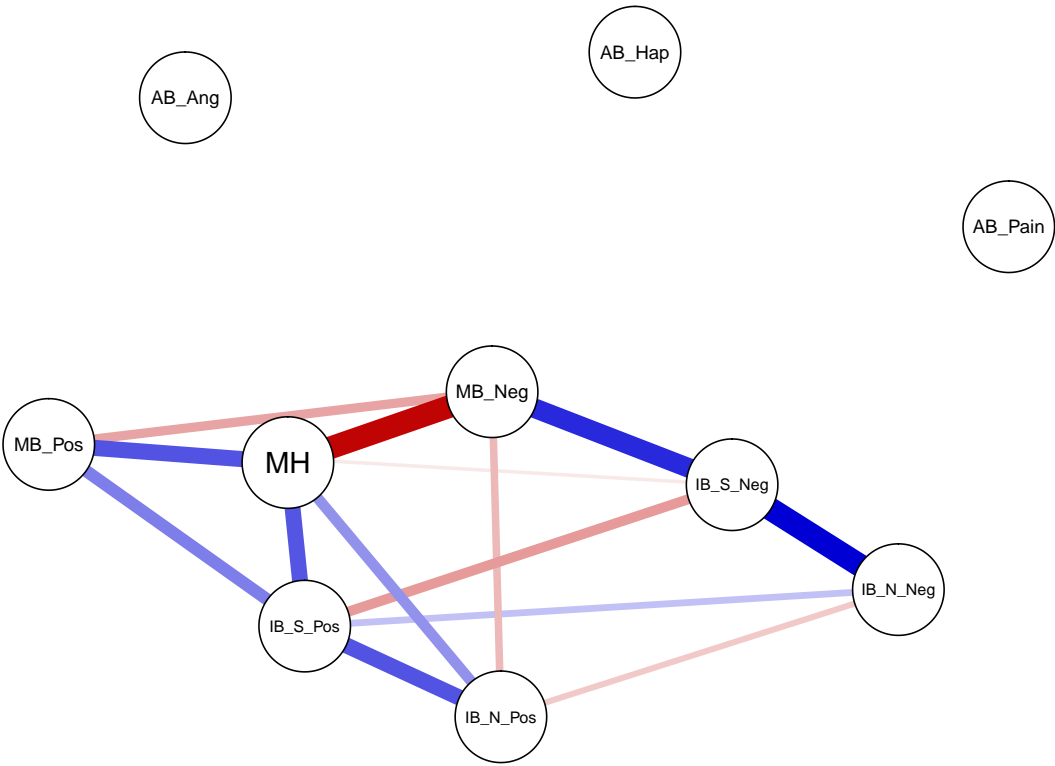 AB_Hap
AB_Ang
AB_Pain
MB_Neg
MB_Pos
MH
IB_S_Neg
IB_N_Neg
IB_S_Pos
IB_N_Pos